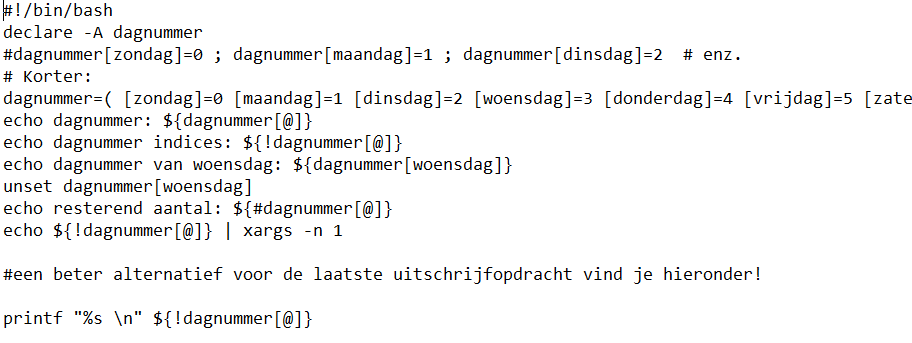 #!/bin/bash
declare -A dagnummer
#dagnummer[zondag]=0 ; dagnummer[maandag]=1 ; dagnummer[dinsdag]=2  # enz.
# Korter:
dagnummer=( [zondag]=0 [maandag]=1 [dinsdag]=2 [woensdag]=3 [donderdag]=4 [vrijdag]=5 [zate
echo dagnummer: ${dagnummer[@]}
echo dagnummer indices: ${!dagnummer[@]}
echo dagnummer van woensdag: ${dagnummer[woensdag]}
unset dagnummer[woensdag]
echo resterend aantal: ${#dagnummer[@]}
echo ${!dagnummer[@]} | xargs -n 1
#een beter alternatief voor de laatste uitschrijfopdracht vind je hieronder!
printf "%s \n" ${!dagnummer[@]}